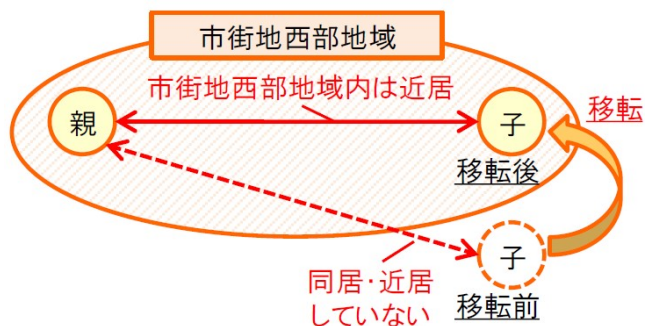 市街地西部地域
市街地西部地域内は近居
親
子
移転
移転後
子
同居・近居
していない
移転前